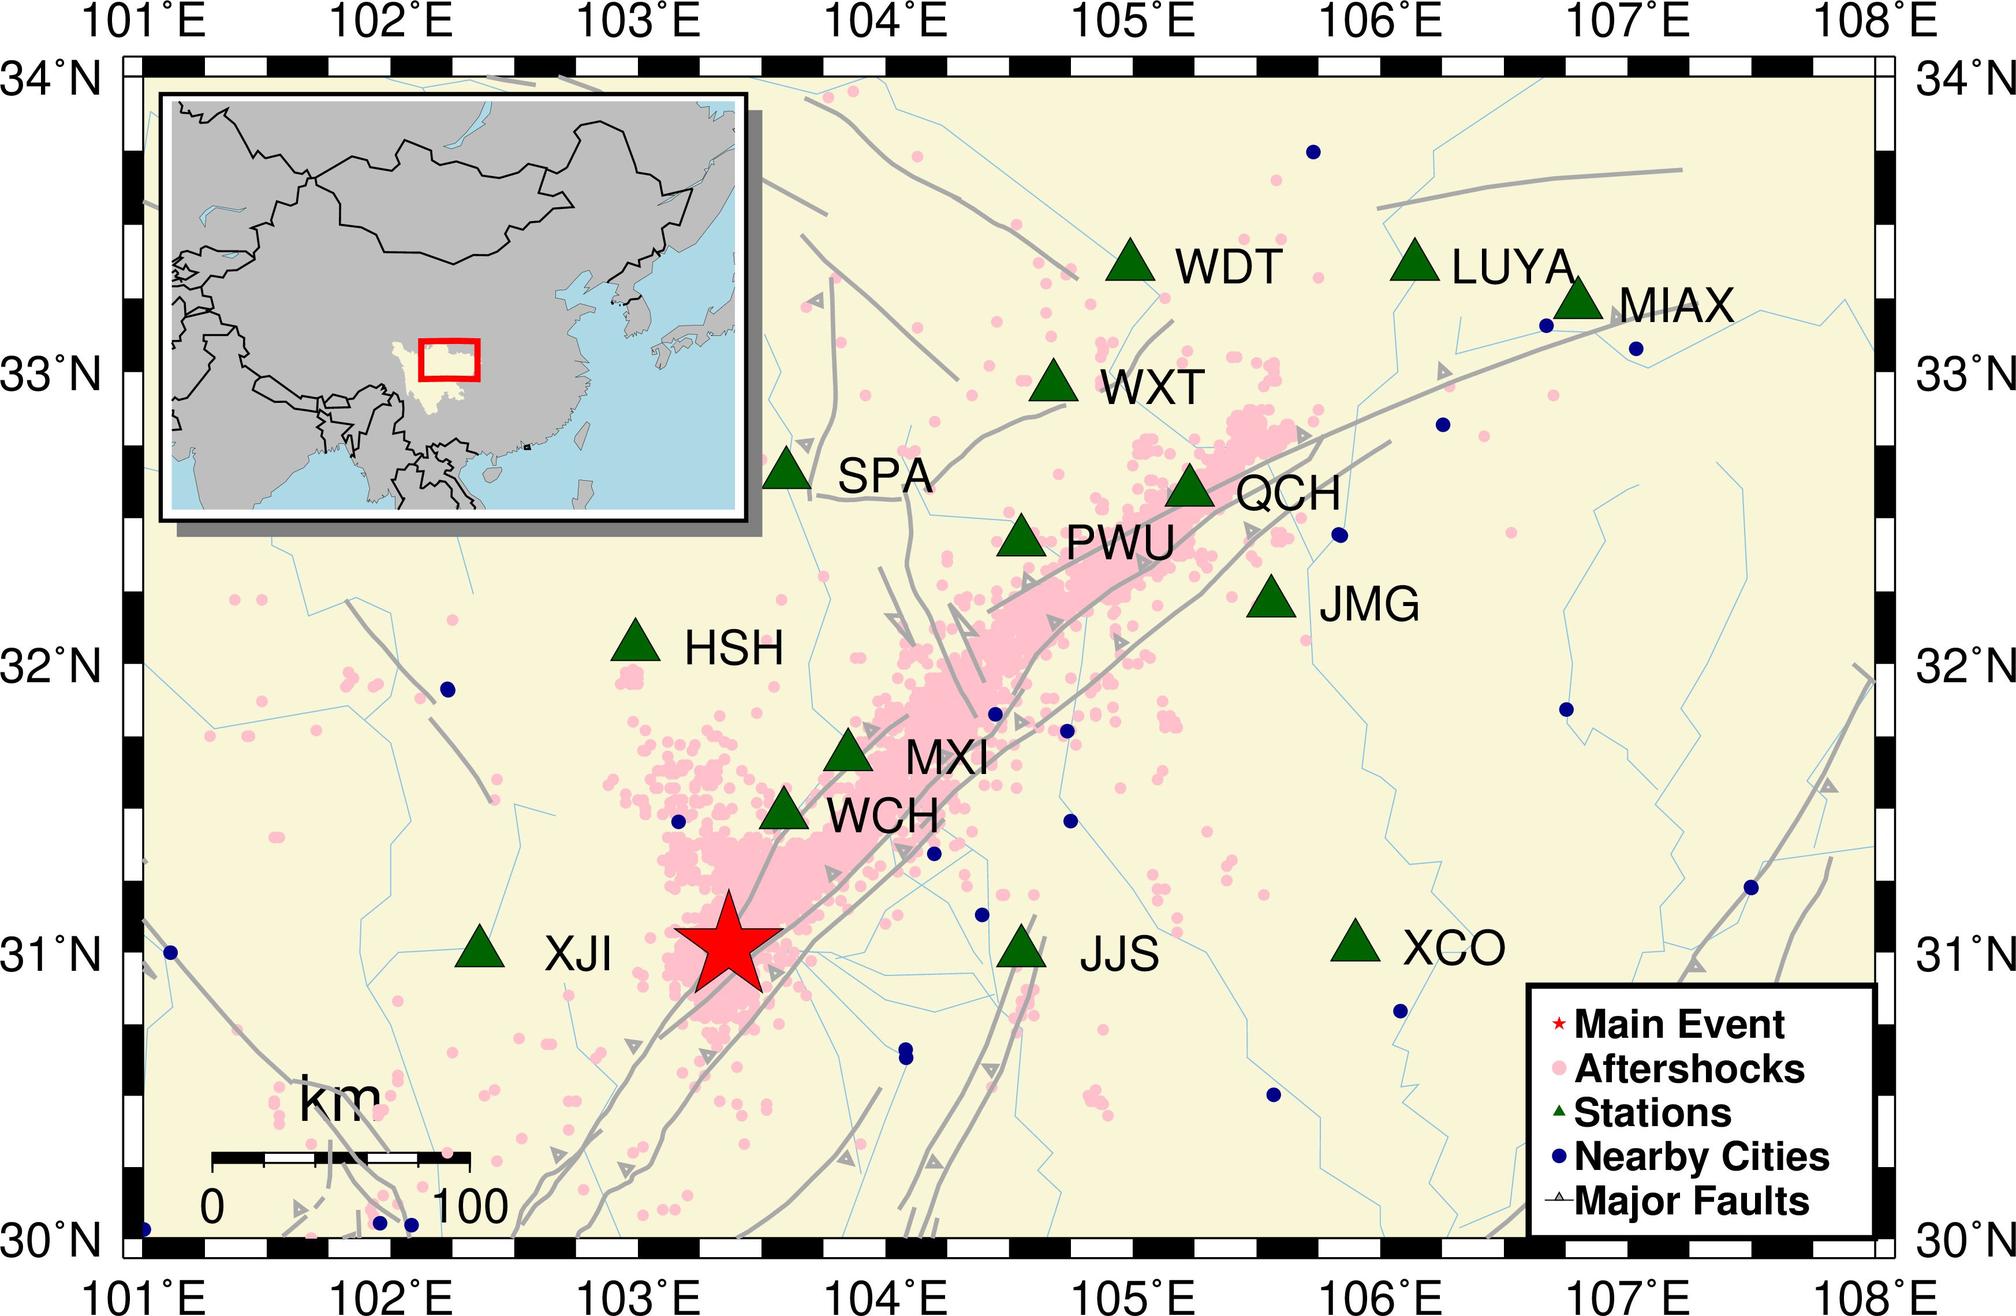 101°E 102°E 103°E 104°E 105°E 106°E 107°E 108°E
34°N 34°N
WDT LUYA
MIAX
33°N 33°N
WXT
SPA
QCH
PWU
JMG
HSH
32°N 32°N
MXI
WCH
XJI JJS XCO
31°N 31°N
Main Event
Aftershocks
Stations
Nearby Cities
Major Faults
km
0 100
30°N 30°N
101°E 102°E 103°E 104°E 105°E 106°E 107°E 108°E